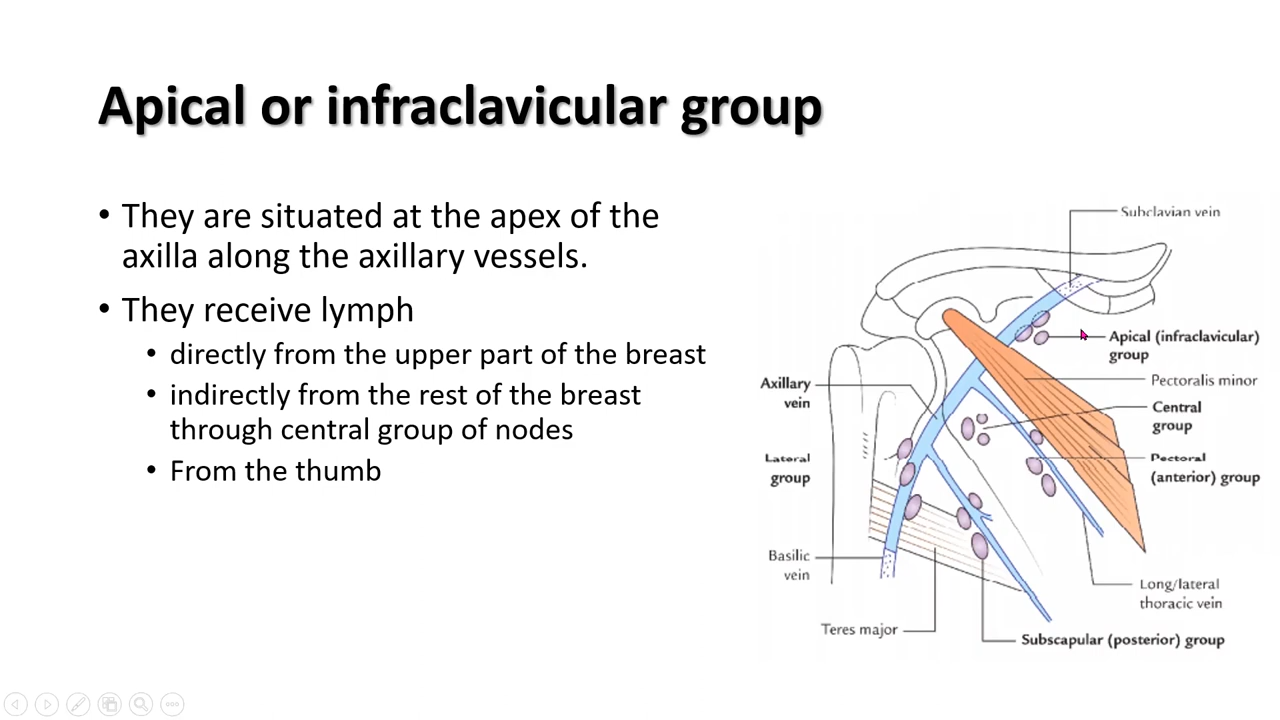 Apical or infraclavicular group
• They are situated at the apex of the
axilla along the axillary vessels.
• They receive lymph
• directly from the upper part of the breast
• indirectly from the rest of the breast
through central group of nodes
• From the thumb
Subclavian vein
Apical (infraclavicular)
group
Pectoralis minor
Central
group
Pectoral
(anterior) group
Long/lateral
thoracic vein
Subscapular (posterior) group
Axillary
vein
Lateral
group
Basilic
vein
Teres major